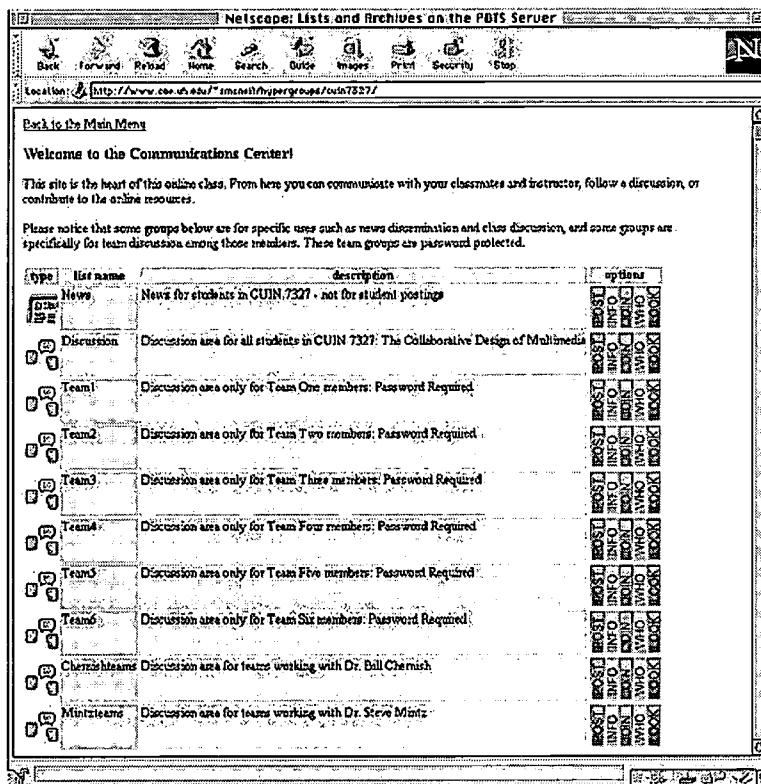 Netscape: Lists and Archives on the PBTS Server
Back Forward Reload Home Search Guide Images Print Security Stop
N
Location:
Back to the Main Menu
Welcome to the Communications Center!
This site is the heart of this online class. From here you can communicate with your classmates and instructor, follow a discussion, or
contribute to the online resources.
Please notice that some groups below are for specific uses such as news dissemination and class discussion, and some groups are
specifically for team discussion among those members. These team groups are password protected.
type list name description options
News News for students in CUIN 7327 - not for student postings POST INFO JOIN WHO LOOK
Discussion Discussion area for all students in CUIN 7327: The Collaborative Design of Multimedia POST INFO JOIN WHO LOOK
Team1 Discussion area only for Team One members: Password Required POST INFO JOIN WHO LOOK
Team2 Discussion area only for Team Two members: Password Required POST INFO JOIN WHO LOOK
Team3 Discussion area only for Team Three members: Password Required POST INFO JOIN WHO LOOK
Team4 Discussion area only for Team Four members: Password Required POST INFO JOIN WHO LOOK
Team5 Discussion area only for Team Five members: Password Required POST INFO JOIN WHO LOOK
Team6 Discussion area only for Team Six members: Password Required POST INFO JOIN WHO LOOK
Chernishteams Discussion area for teams working with Dr. Bill Chernish POST INFO JOIN WHO LOOK
Mintzteams Discussion area for teams working with Dr. Steve Mintz POST INFO JOIN WHO LOOK